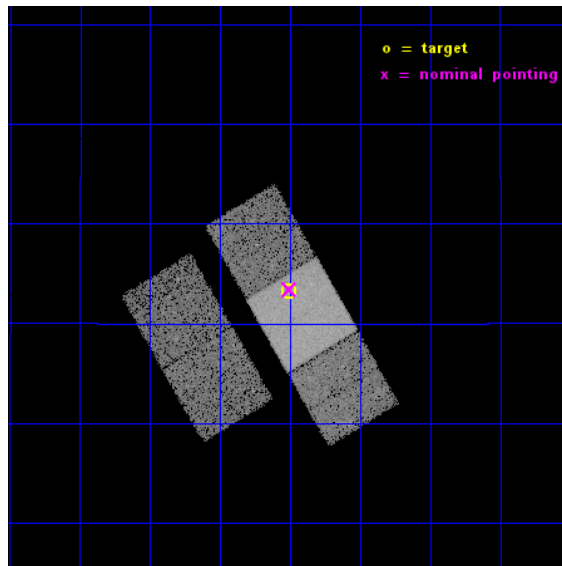 o = target
x = nominal pointing